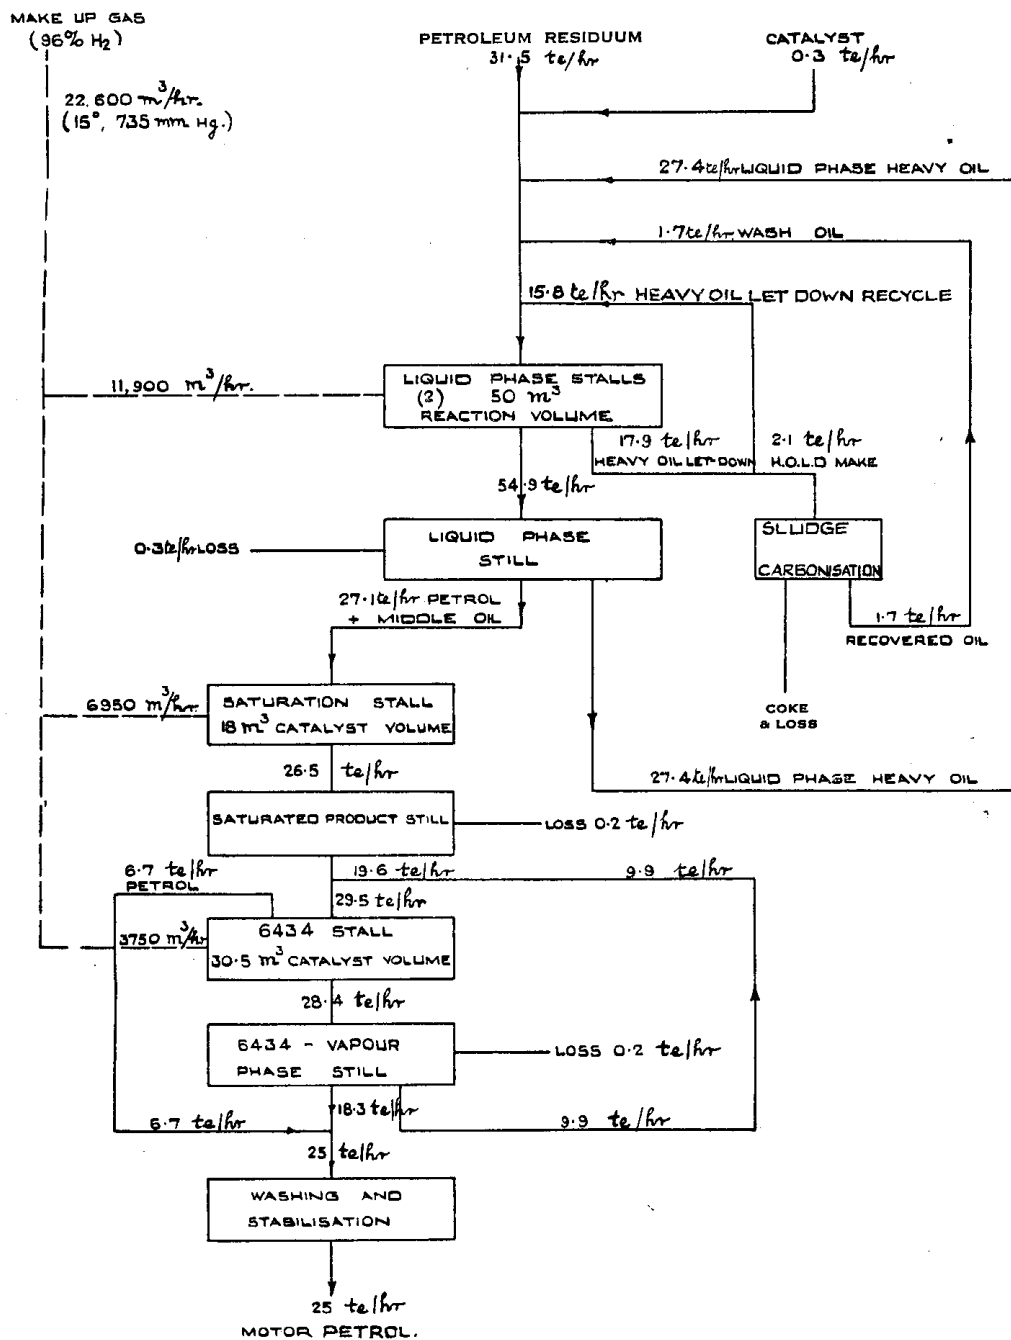 MAKE UP GAS
(96% H2)
22,600 m3/hr.
(15°, 735 mm Hg.)
PETROLEUM RESIDUUM
31.5 te/hr
CATALYST
0.3 te/hr
27.4 te/hr LIQUID PHASE HEAVY OIL
1.7 te/hr. WASH OIL
15.8 te/hr HEAVY OIL LET DOWN RECYCLE
11,900 m3/hr.
LIQUID PHASE STALLS
(2) 50 m3
REACTION VOLUME
17.9 te/hr
HEAVY OIL LET-DOWN
2.1 te/hr
H.O.L.D MAKE
54.9 te/hr
LIQUID PHASE
STILL
0.3 te/hr LOSS
SLUDGE
CARBONISATION
27.1 te/hr PETROL
+ MIDDLE OIL
1.7 te/hr
RECOVERED OIL
COKE
& LOSS
6950 m3/hr.
SATURATION STALL
18 m3 CATALYST VOLUME
26.5 te/hr
27.4 te/hr LIQUID PHASE HEAVY OIL
SATURATED PRODUCT STILL
LOSS 0.2 te/hr
6.7 te/hr
PETROL
19.6 te/hr
9.9 te/hr
29.5 te/hr
3750 m3/hr
6434 STALL
30.5 m3 CATALYST VOLUME
28.4 te/hr
6434 - VAPOUR
PHASE STILL
LOSS 0.2 te/hr
18.3 te/hr
6.7 te/hr
9.9 te/hr
25 te/hr
WASHING AND
STABILISATION
25 te/hr
MOTOR PETROL.